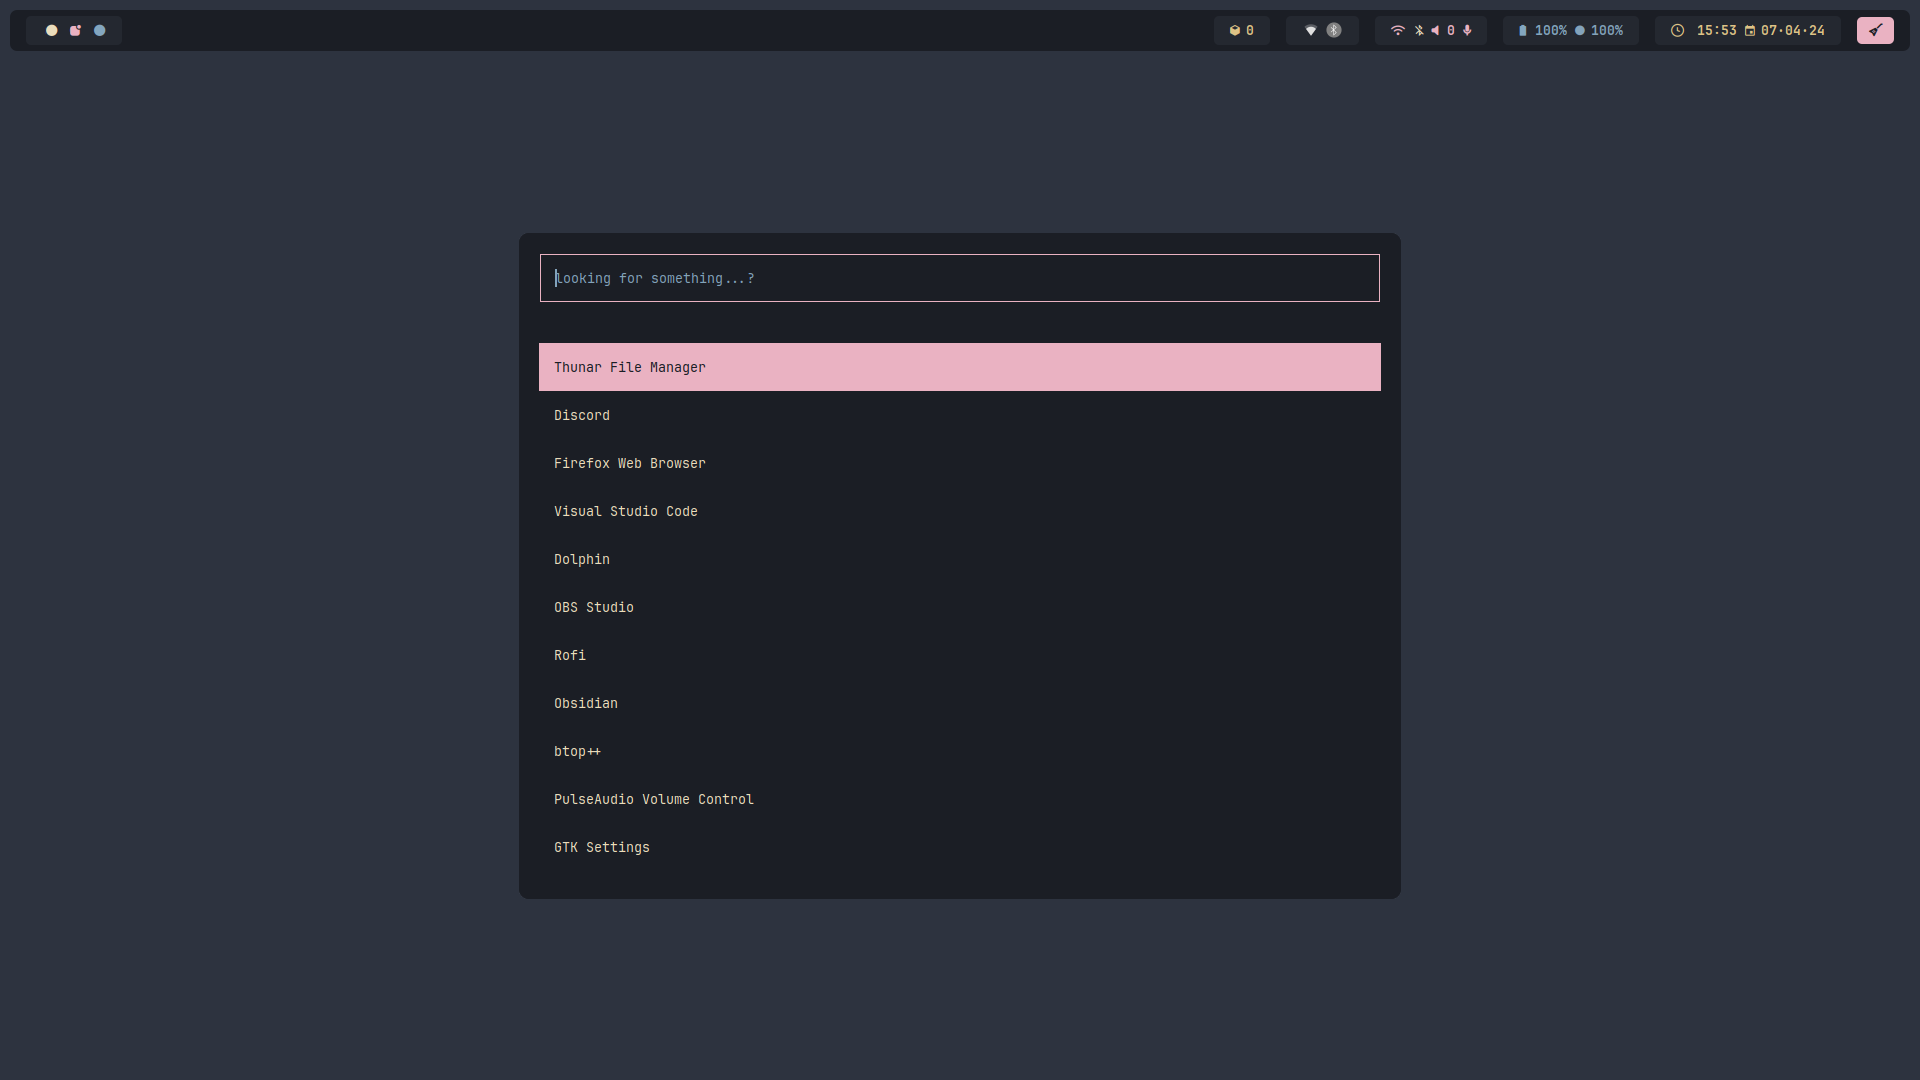 0 0 100% 100% 15:53 07·04·24
Looking for something...?
Thunar File Manager
Discord
Firefox Web Browser
Visual Studio Code
Dolphin
OBS Studio
Rofi
Obsidian
btop++
PulseAudio Volume Control
GTK Settings